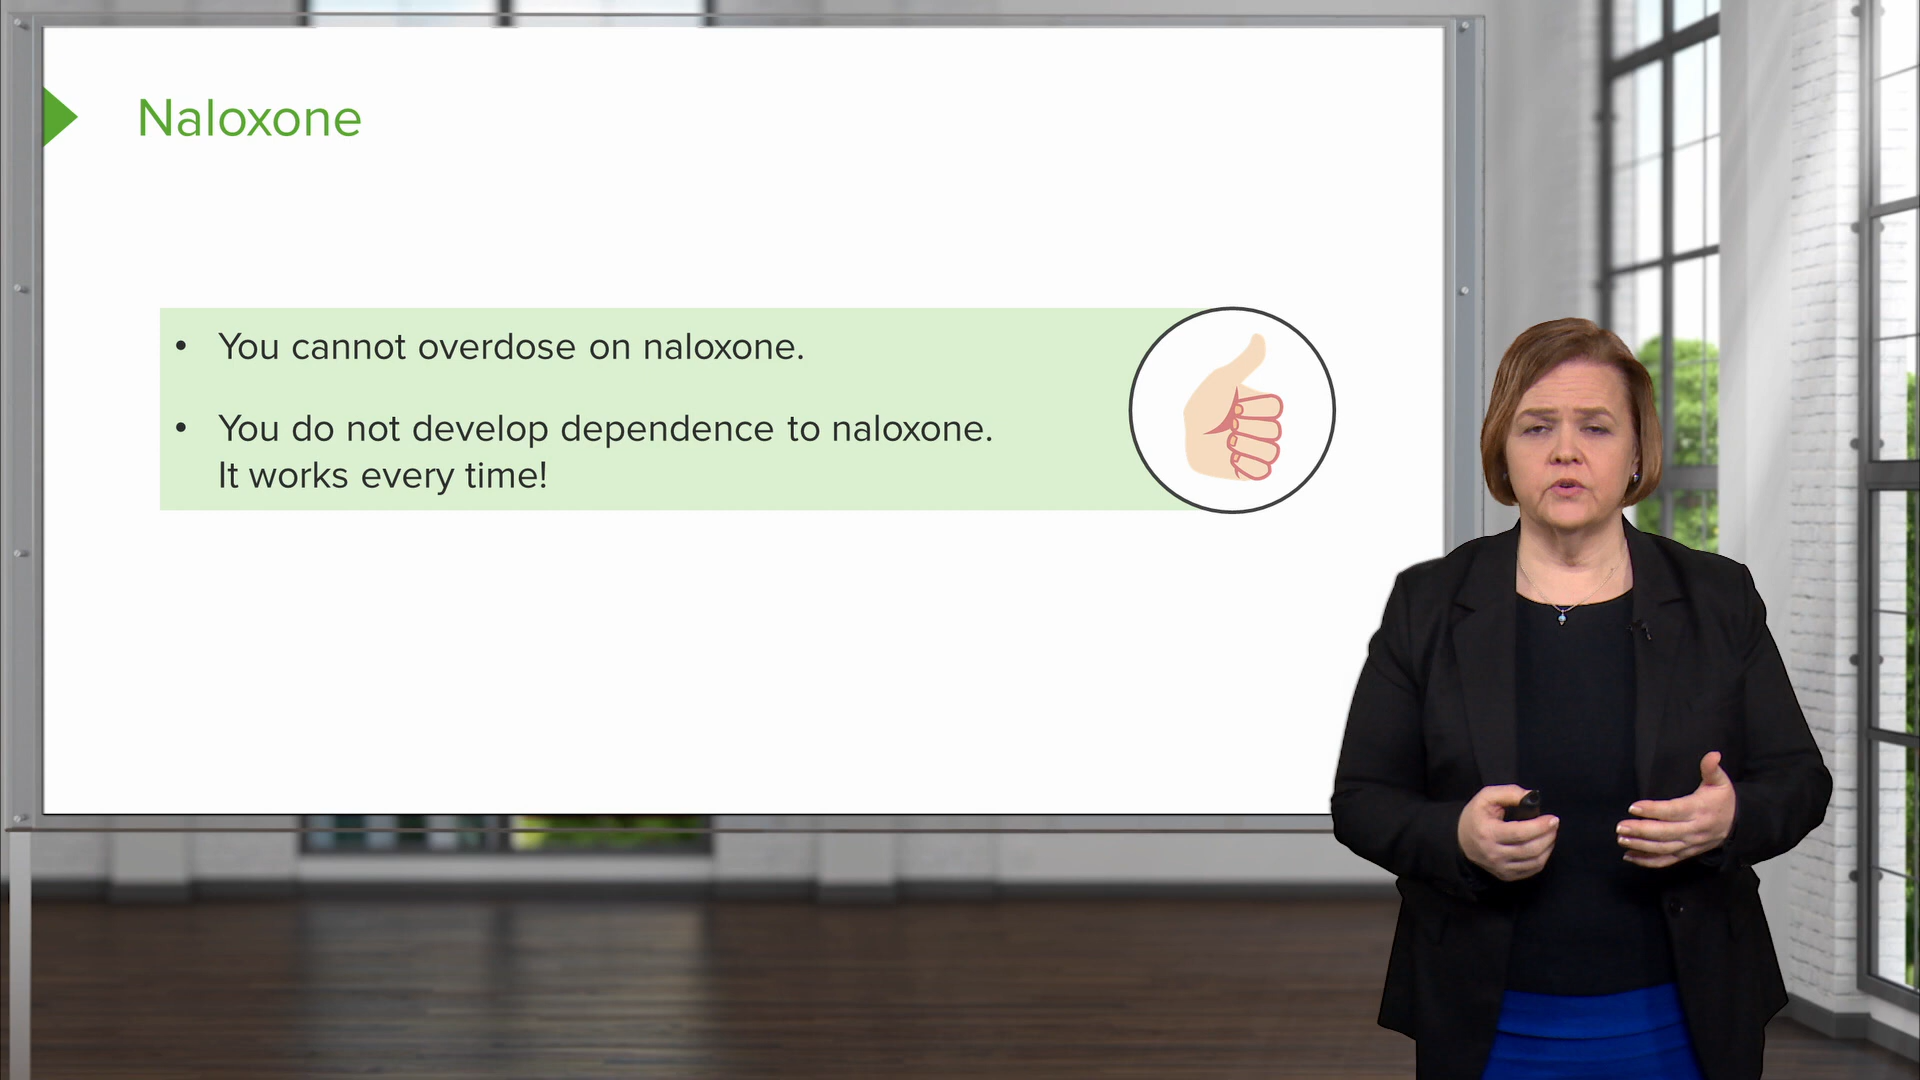 Naloxone
• You cannot overdose on naloxone.
• You do not develop dependence to naloxone.
It works every time!